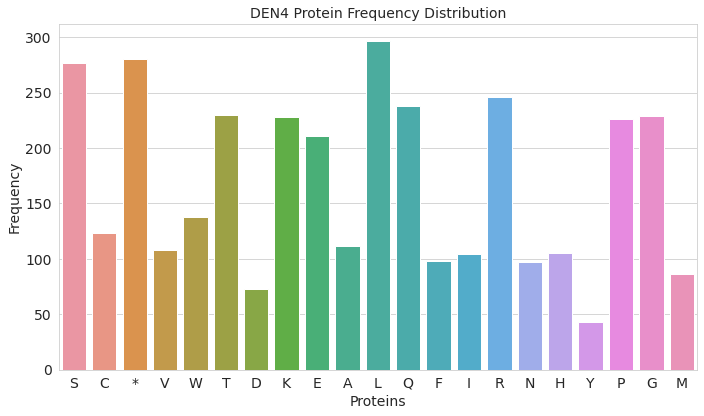 DEN4 Protein Frequency Distribution
Frequency
300
250
200
150
100
50
0
S C * V W T D K E A L Q F I R N H Y P G M
Proteins